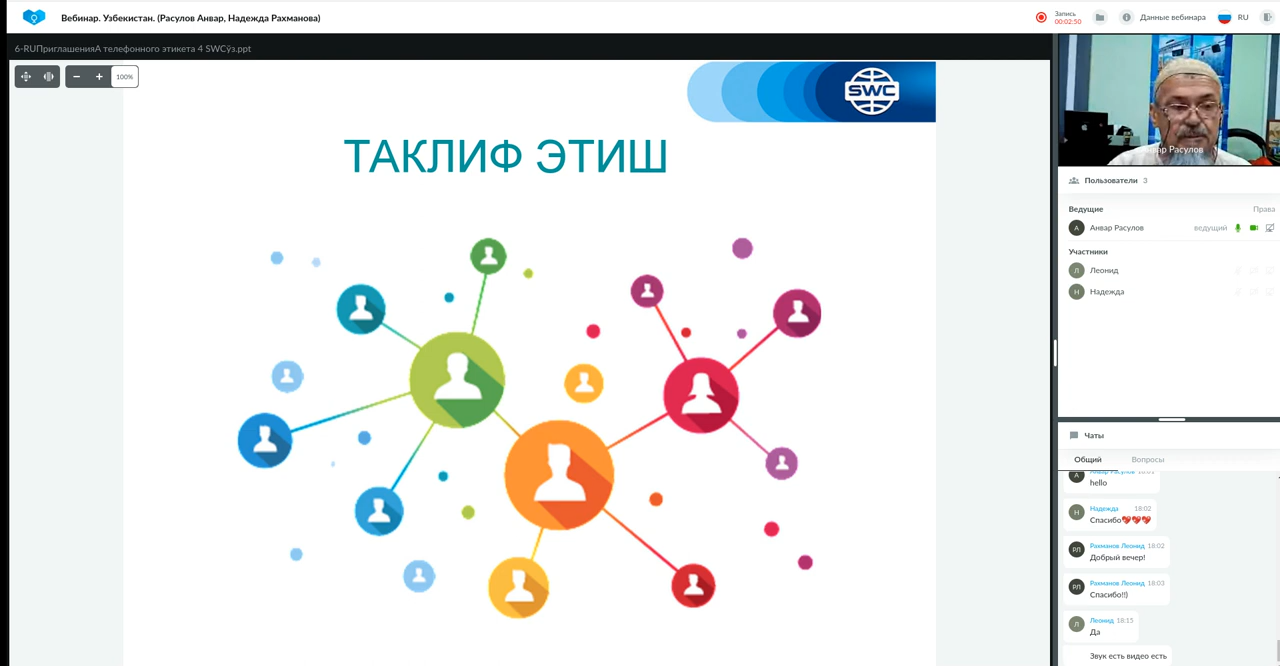 Вебинар. Узбекистан. (Расулов Анвар, Надежда Рахманова)
Запись
00:02:50
Данные вебинара
RU
6-RUПриглашенияА телефонного этикета 4 SWCўз.ppt
100%
SWC
ТАКЛИФ ЭТИШ
Анвар Расулов
Пользователи 3
Ведущие Права
А Анвар Расулов ведущий
Участники
Л Леонид
Н Надежда
Чаты
Общий Вопросы
А
hello
Надежда 18:02
Н Спасибо💖💖💖
Рахманов Леонид 18:02
РЛ Добрый вечер!
Рахманов Леонид 18:03
РЛ Спасибо!!)
Леонид 18:15
Л Да
Звук есть видео есть